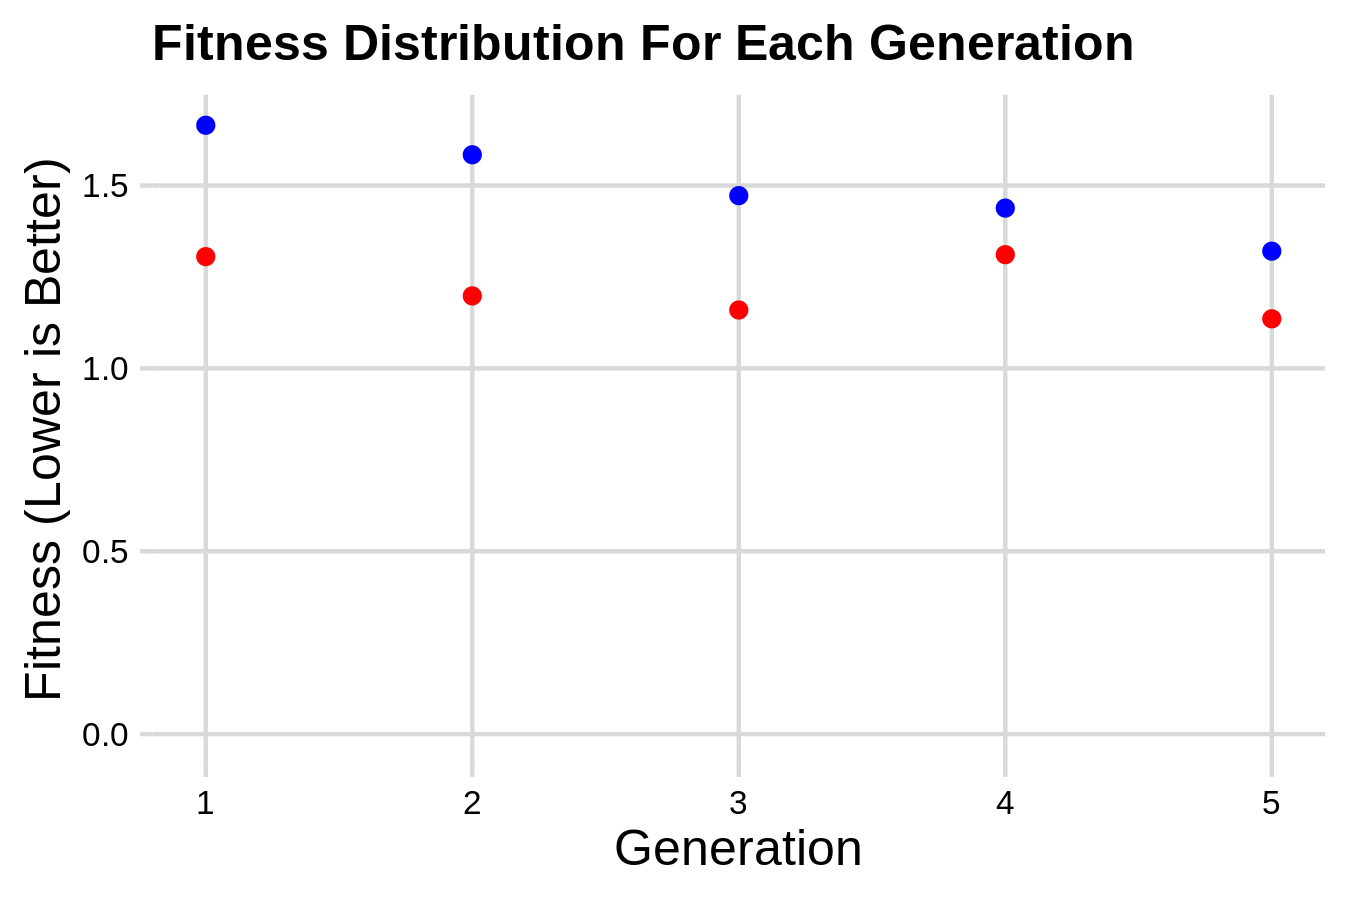 Fitness Distribution For Each Generation
Fitness (Lower is Better)
1.5
1.0
0.5
0.0
1 2 3 4 5
Generation